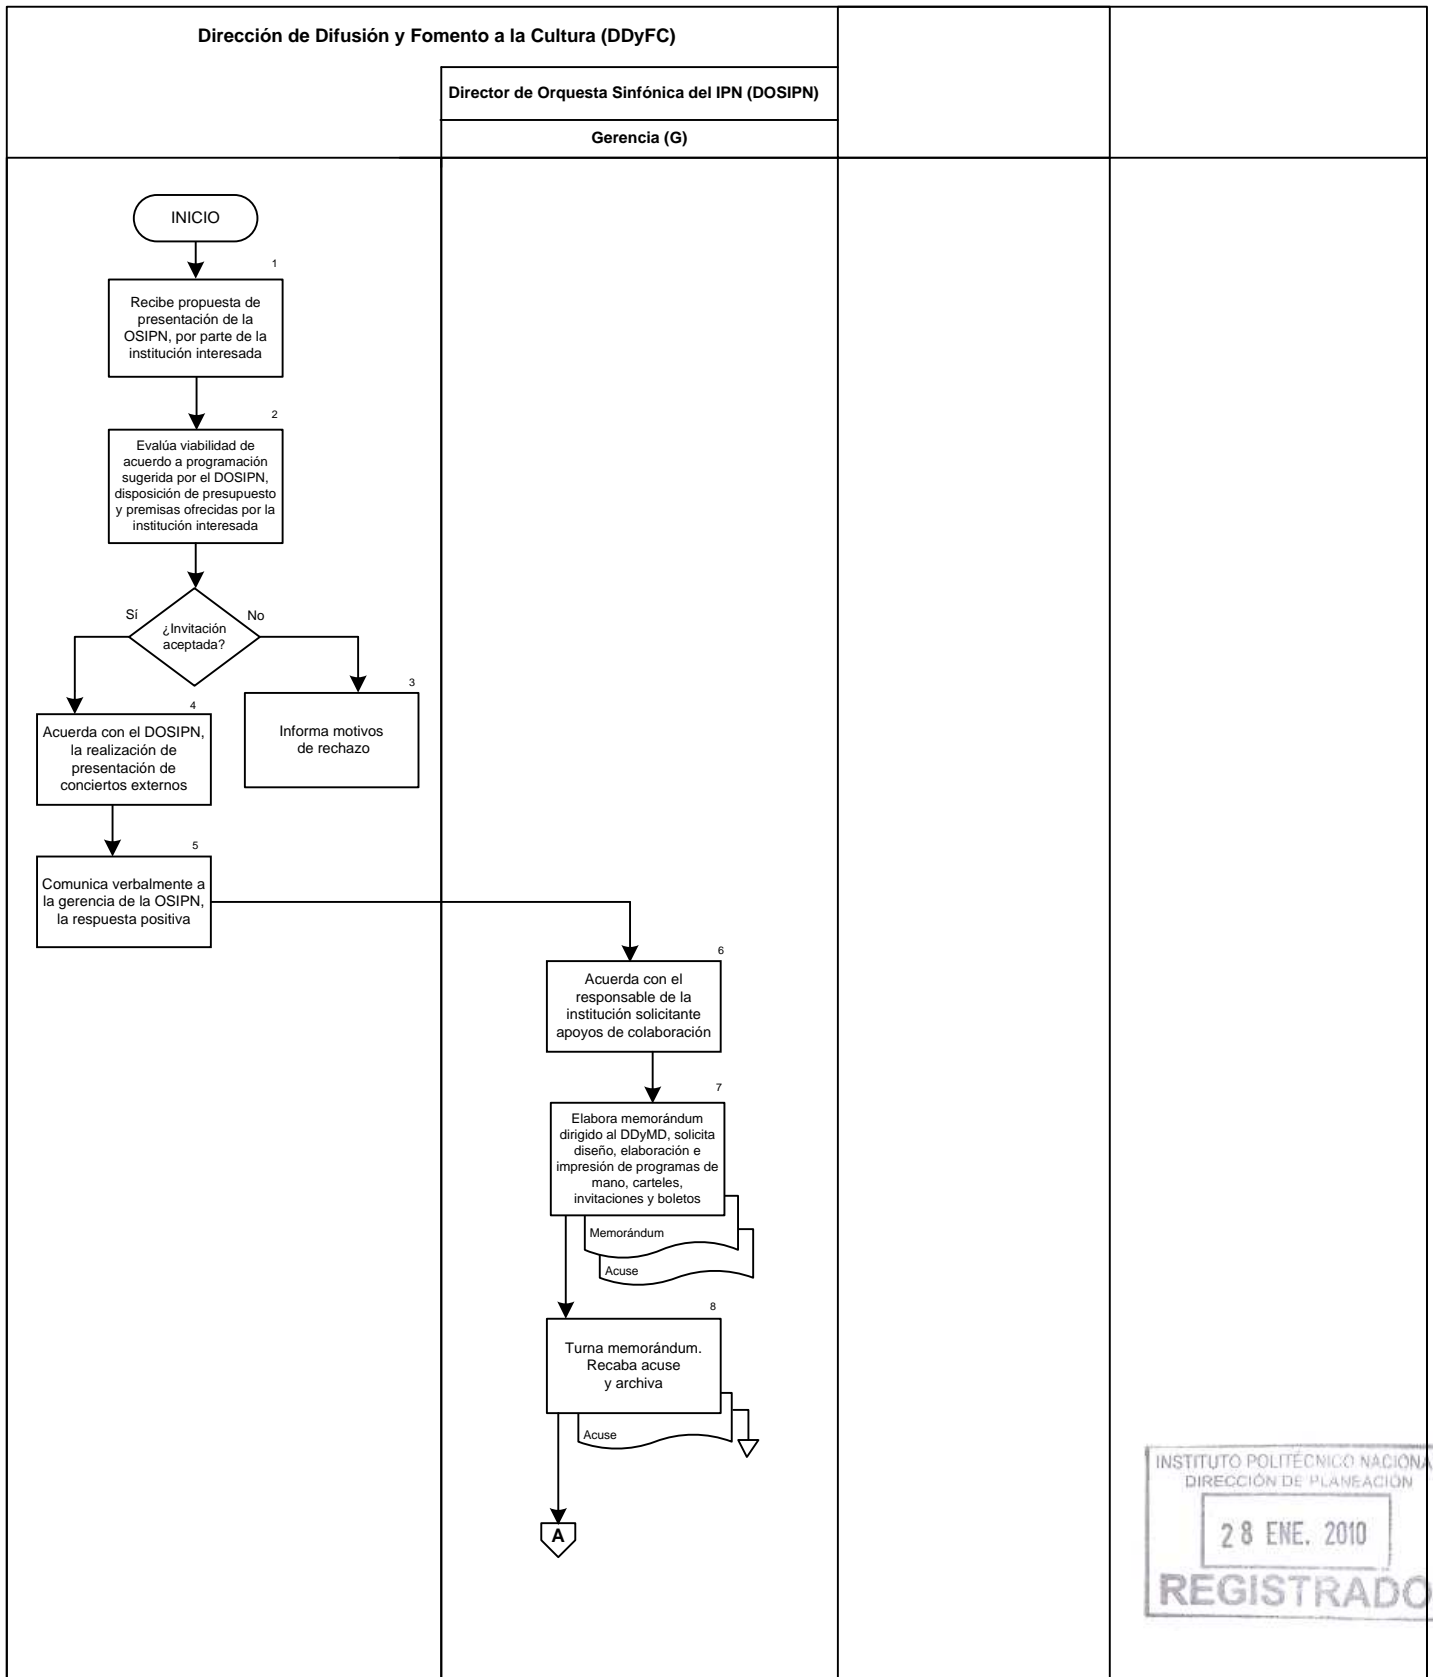 Dirección de Difusión y Fomento a la Cultura (DDyFC)
Director de Orquesta Sinfónica del IPN (DOSIPN)
Gerencia (G)
INICIO
1
Recibe propuesta de
presentación de la
OSIPN, por parte de la
institución interesada
2
Evalúa viabilidad de
acuerdo a programación
sugerida por el DOSIPN,
disposición de presupuesto
y premisas ofrecidas por la
institución interesada
Sí
No
¿Invitación
aceptada?
3
Informa motivos
de rechazo
4
Acuerda con el DOSIPN,
la realización de
presentación de
conciertos externos
5
Comunica verbalmente a
la gerencia de la OSIPN,
la respuesta positiva
6
Acuerda con el
responsable de la
institución solicitante
apoyos de colaboración
7
Elabora memorándum
dirigido al DDyMD, solicita
diseño, elaboración e
impresión de programas de
mano, carteles,
invitaciones y boletos
Memorándum
Acuse
8
Turna memorándum.
Recaba acuse
y archiva
Acuse
A
INSTITUTO POLITÉCNICO NACIONA
DIRECCIÓN DE PLANEACIÓN
28 ENE. 2010
REGISTRADO